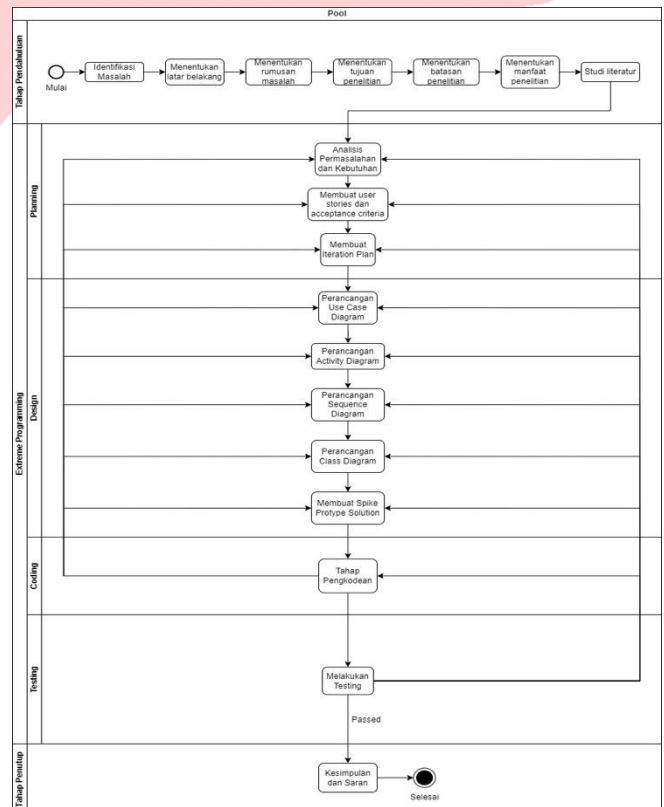 Pool
Tahap Pendahuluan
Mulai
Identifikasi
Masalah
Menentukan
latar belakang
Menentukan
rumusan
masalah
Menentukan
tujuan
penelitian
Menentukan
batasan
penelitian
Menentukan
manfaat
penelitian
Studi literatur
Extreme Programming
Planning
Analisis
Permasalahan
dan Kebutuhan
Membuat user
stories dan
acceptance criteria
Membuat
Iteration Plan
Design
Perancangan
Use Case
Diagram
Perancangan
Activity Diagram
Perancangan
Sequence
Diagram
Perancangan
Class Diagram
Membuat Spike
Protype Solution
Coding
Tahap
Pengkodean
Testing
Melakukan
Testing
Passed
Tahap Penutup
Kesimpulan
dan Saran
Selesai